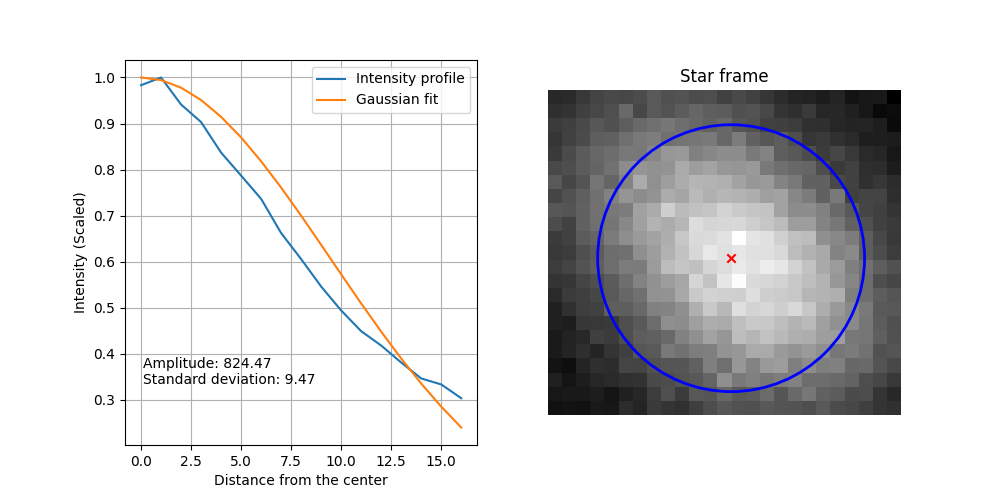 Intensity profile
Gaussian fit
1.0
0.9
0.8
0.7
0.6
0.5
0.4
0.3
Intensity (Scaled)
Amplitude: 824.47
Standard deviation: 9.47
0.0 2.5 5.0 7.5 10.0 12.5 15.0
Distance from the center
Star frame